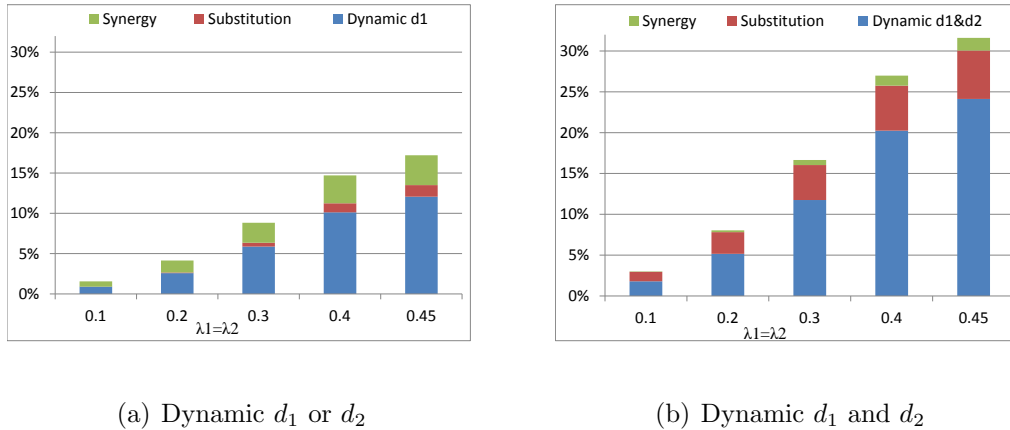 Synergy Substitution Dynamic d1
30%
25%
20%
15%
10%
5%
0%
0.1 0.2 0.3 0.4 0.45
λ1=λ2
(a) Dynamic d1 or d2
Synergy Substitution Dynamic d1&d2
30%
25%
20%
15%
10%
5%
0%
0.1 0.2 0.3 0.4 0.45
λ1=λ2
(b) Dynamic d1 and d2